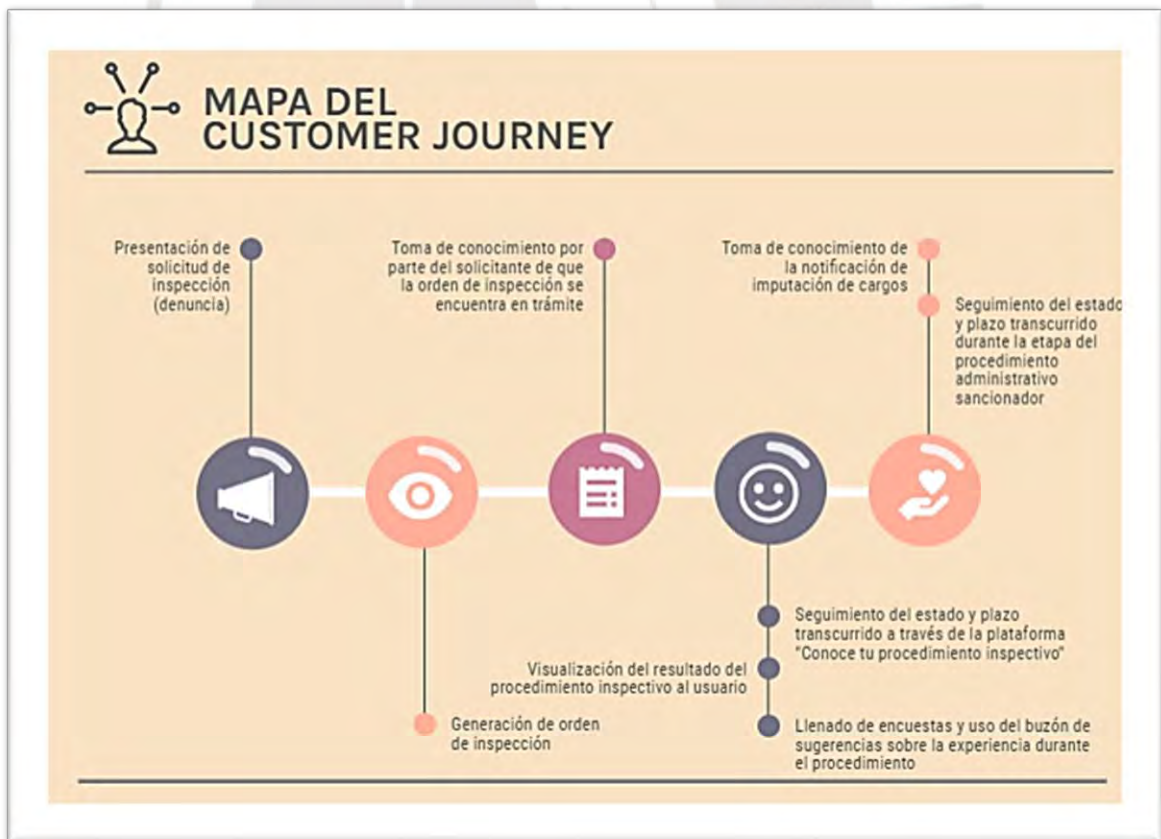 MAPA DEL
CUSTOMER JOURNEY
Presentación de
solicitud de
inspección
(denuncia)
Toma de conocimiento por
parte del solicitante de que
la orden de inspección se
encuentra en trámite
Toma de conocimiento de
la notificación de
imputación de cargos
Seguimiento del estado
y plazo transcurrido
durante la etapa del
procedimiento
administrativo
sancionador
Seguimiento del estado y plazo
transcurrido a través de la plataforma
"Conoce tu procedimiento inspectivo"
Visualización del resultado del
procedimiento inspectivo al usuario
Generación de orden
de inspección
Llenado de encuestas y uso del buzón de
sugerencias sobre la experiencia durante
el procedimiento